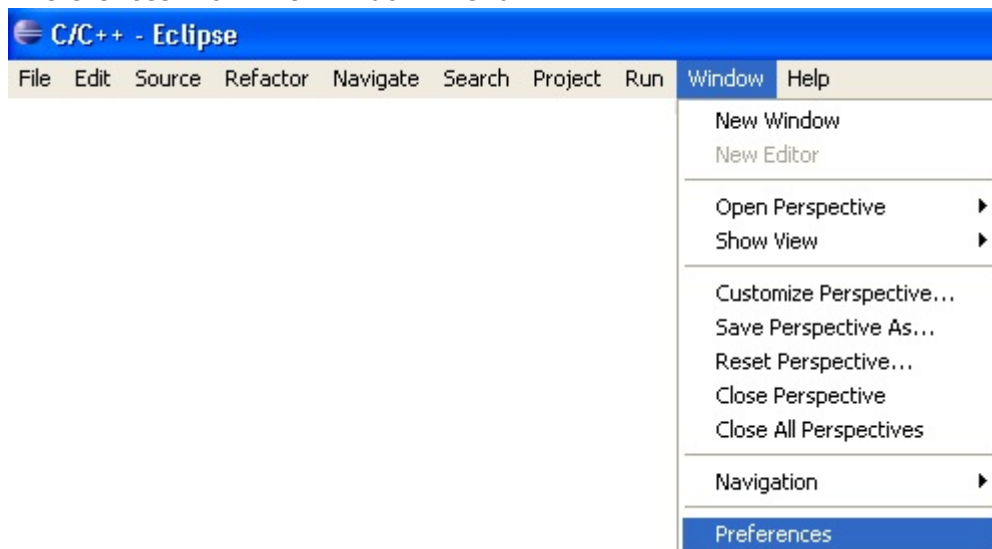 C/C++ - Eclipse
File Edit Source Refactor Navigate Search Project Run Window Help
New Window
New Editor
Open Perspective
Show View
Customize Perspective...
Save Perspective As...
Reset Perspective...
Close Perspective
Close All Perspectives
Navigation
Preferences